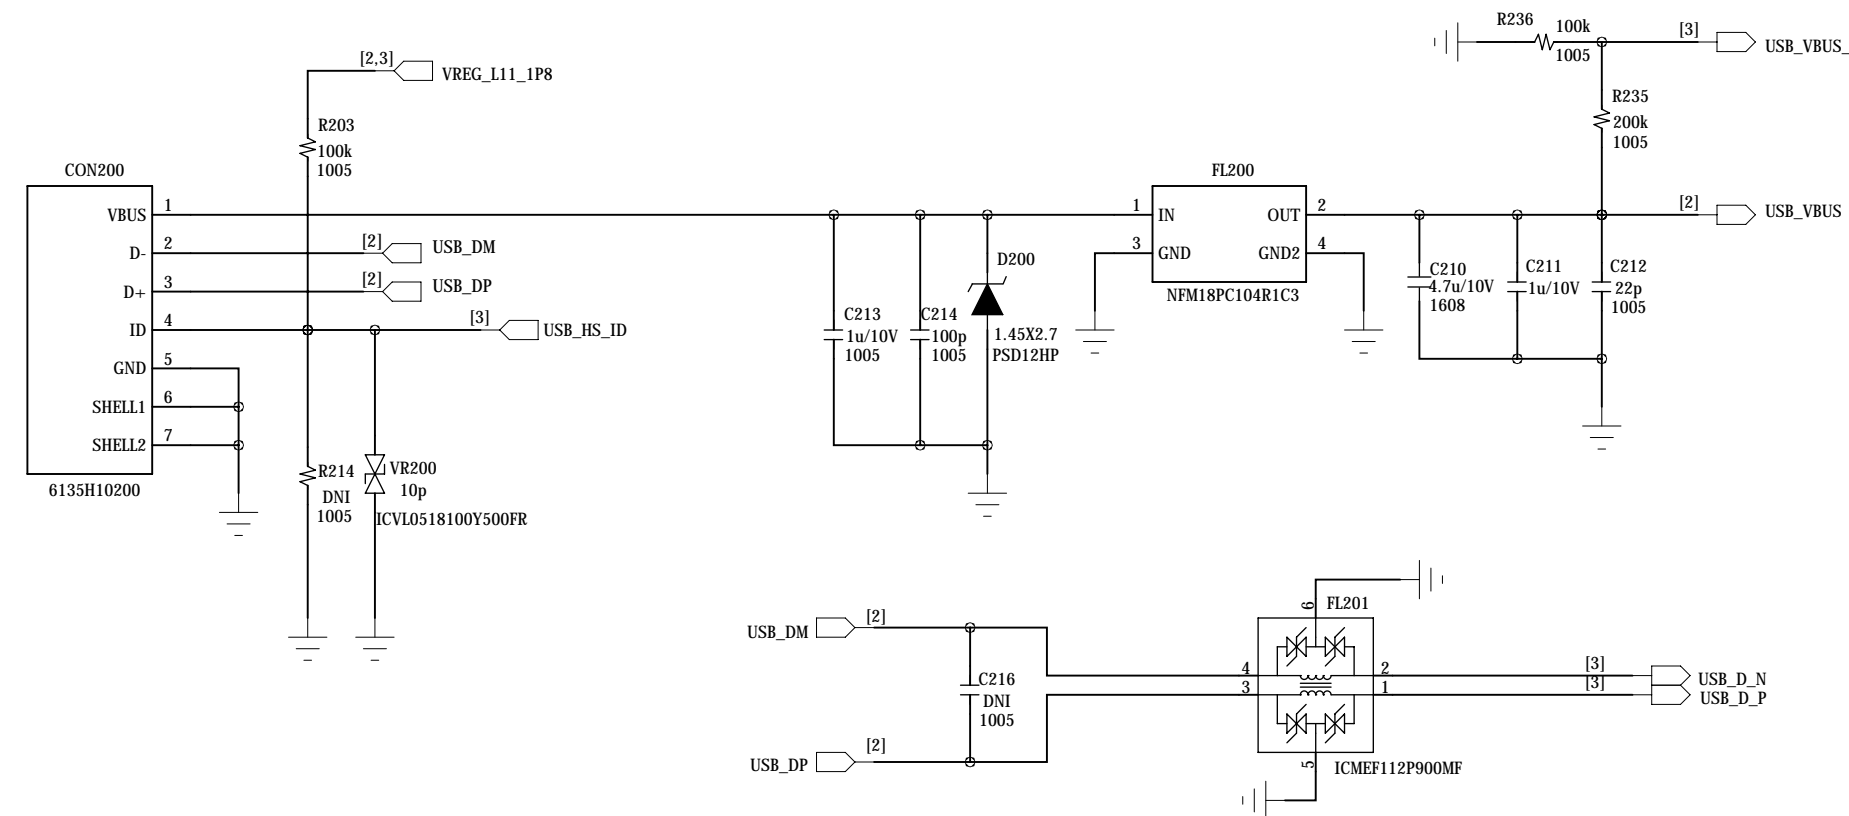 R236
100k
1005
[3]
USB_VBUS_
[2,3]
VREG_L11_1P8
R203
100k
1005
R235
200k
1005
CON200
VBUS 1
D- 2
D+ 3
ID 4
GND 5
SHELL1 6
SHELL2 7
6135H10200
[2]
USB_DM
[2]
USB_DP
[3]
USB_HS_ID
R214
DNI
1005
VR200
10p
ICVL0518100Y500FR
C213
1u/10V
1005
C214
100p
1005
D200
1.45X2.7
PSD12HP
FL200
1 IN OUT 2
3 GND GND2 4
NFM18PC104R1C3
[2]
USB_VBUS
C210
4.7u/10V
1608
C211
1u/10V
C212
22p
1005
USB_DM
[2]
C216
DNI
1005
USB_DP
[2]
6
FL201
4
3
2
1
5
ICMEF112P900MF
[3]
USB_D_N
[3]
USB_D_P